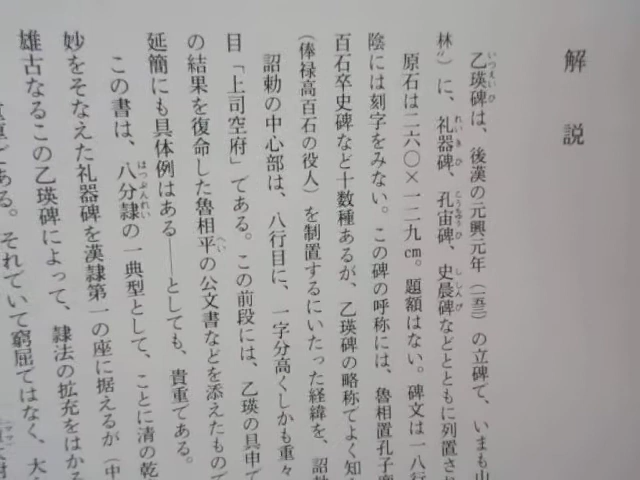 解説
乙瑛碑は、後漢の元興元年（一五三）の立碑で、いまも山
林”）に、礼器碑、孔宙碑、史晨碑などとともに列置され
原石は二六〇×一二九cm。題額はない。碑文は一八行
陰には刻字をみない。この碑の呼称には、魯相置孔子廟
百石卒史碑など十数種あるが、乙瑛碑の略称でよく知
（俸禄高百石の役人）を制置するにいたった経緯を、詔勅
詔勅の中心部は、八行目に、一字分高くしかも重々
目「上司空府」である。この前段には、乙瑛の具申で
の結果を復命した魯相平の公文書などを添えたもので
延簡にも具体例はある——としても、貴重である。
この書は、八分隷の一典型として、ことに清の乾
妙をそなえた礼器碑を漢隷第一の座に据えるが（中
雄古なるこの乙瑛碑によって、隷法の拡充をはかる
である。それでいて窮屈ではなく、大